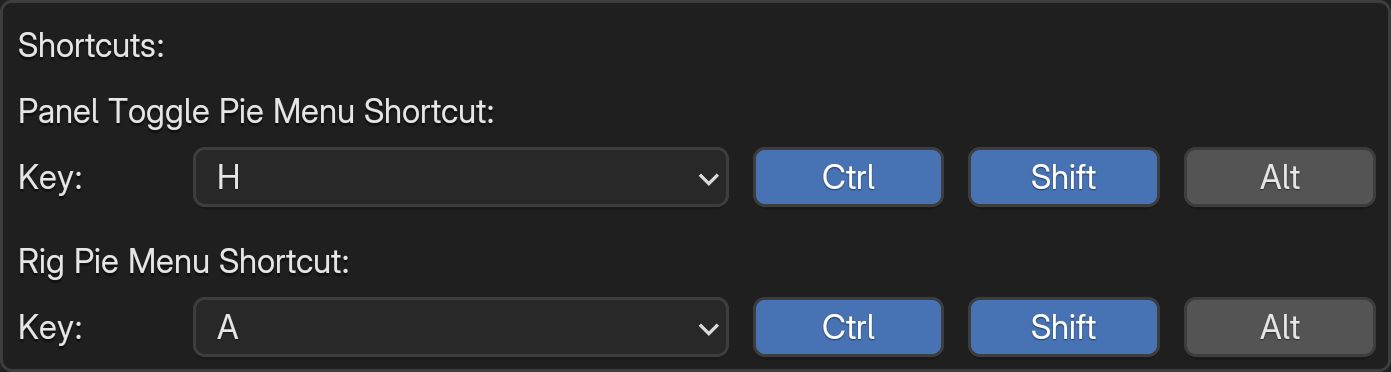 Shortcuts:
Panel Toggle Pie Menu Shortcut:
Key: H Ctrl Shift Alt
Rig Pie Menu Shortcut:
Key: A Ctrl Shift Alt